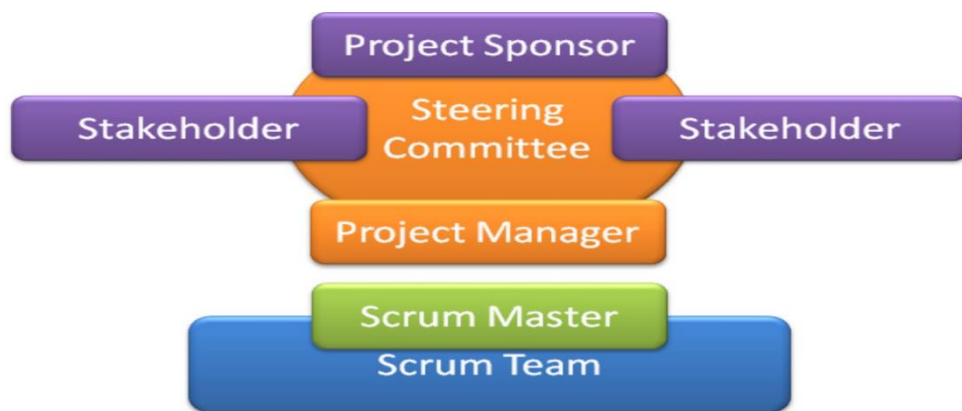 Project Sponsor
Steering
Committee
Stakeholder
Stakeholder
Project Manager
Scrum Master
Scrum Team